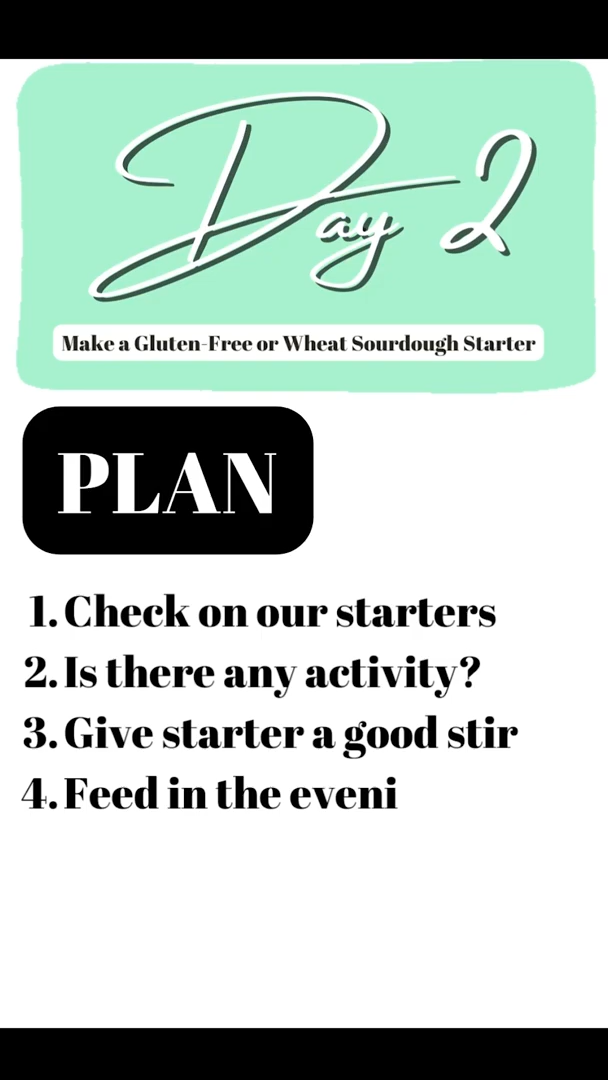 Day 2
Make a Gluten-Free or Wheat Sourdough Starter
PLAN
1. Check on our starters
2. Is there any activity?
3. Give starter a good stir
4. Feed in the eveni